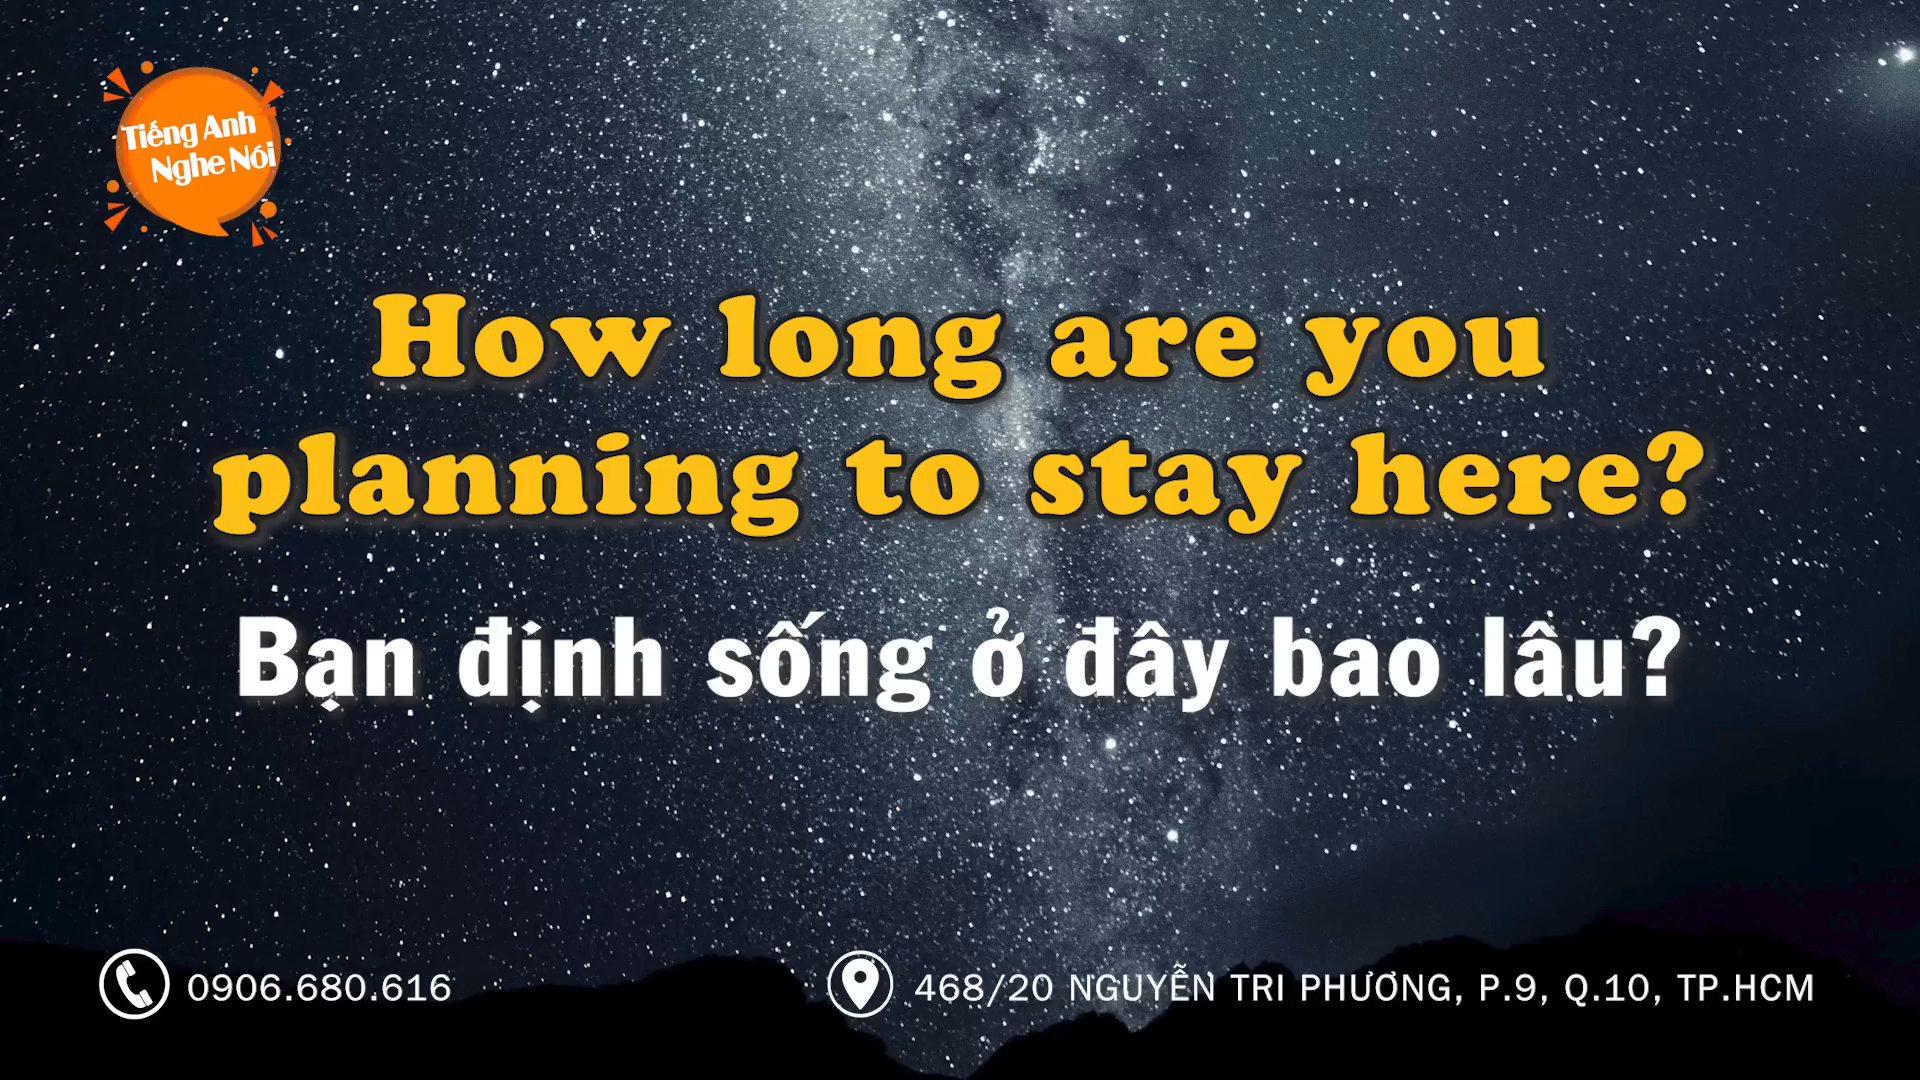 Tiếng Anh
Nghe Nói
How long are you
planning to stay here?
Bạn định sống ở đây bao lâu?
0906.680.616
468/20 NGUYỄN TRI PHƯƠNG, P.9, Q.10, TP.HCM